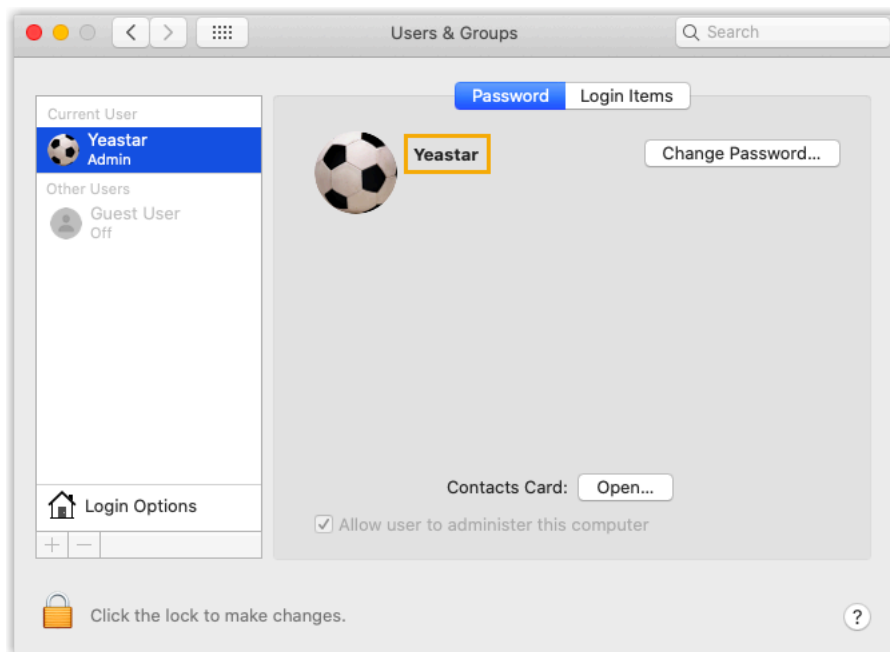 Users & Groups
Search
Password
Login Items
Current User
Yeastar
Admin
Other Users
Guest User
Off
Yeastar
Change Password...
Contacts Card:
Open...
Allow user to administer this computer
Login Options
+ −
Click the lock to make changes.
?